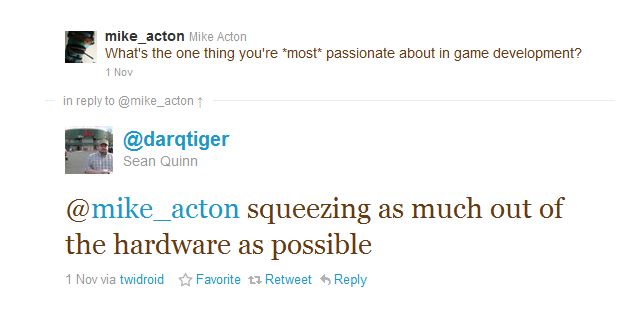 mike_acton Mike Acton
What's the one thing you're *most* passionate about in game development?
1 Nov
in reply to @mike_acton ↑
@darqtiger
Sean Quinn
@mike_acton squeezing as much out of
the hardware as possible
1 Nov via twidroid Favorite Retweet Reply